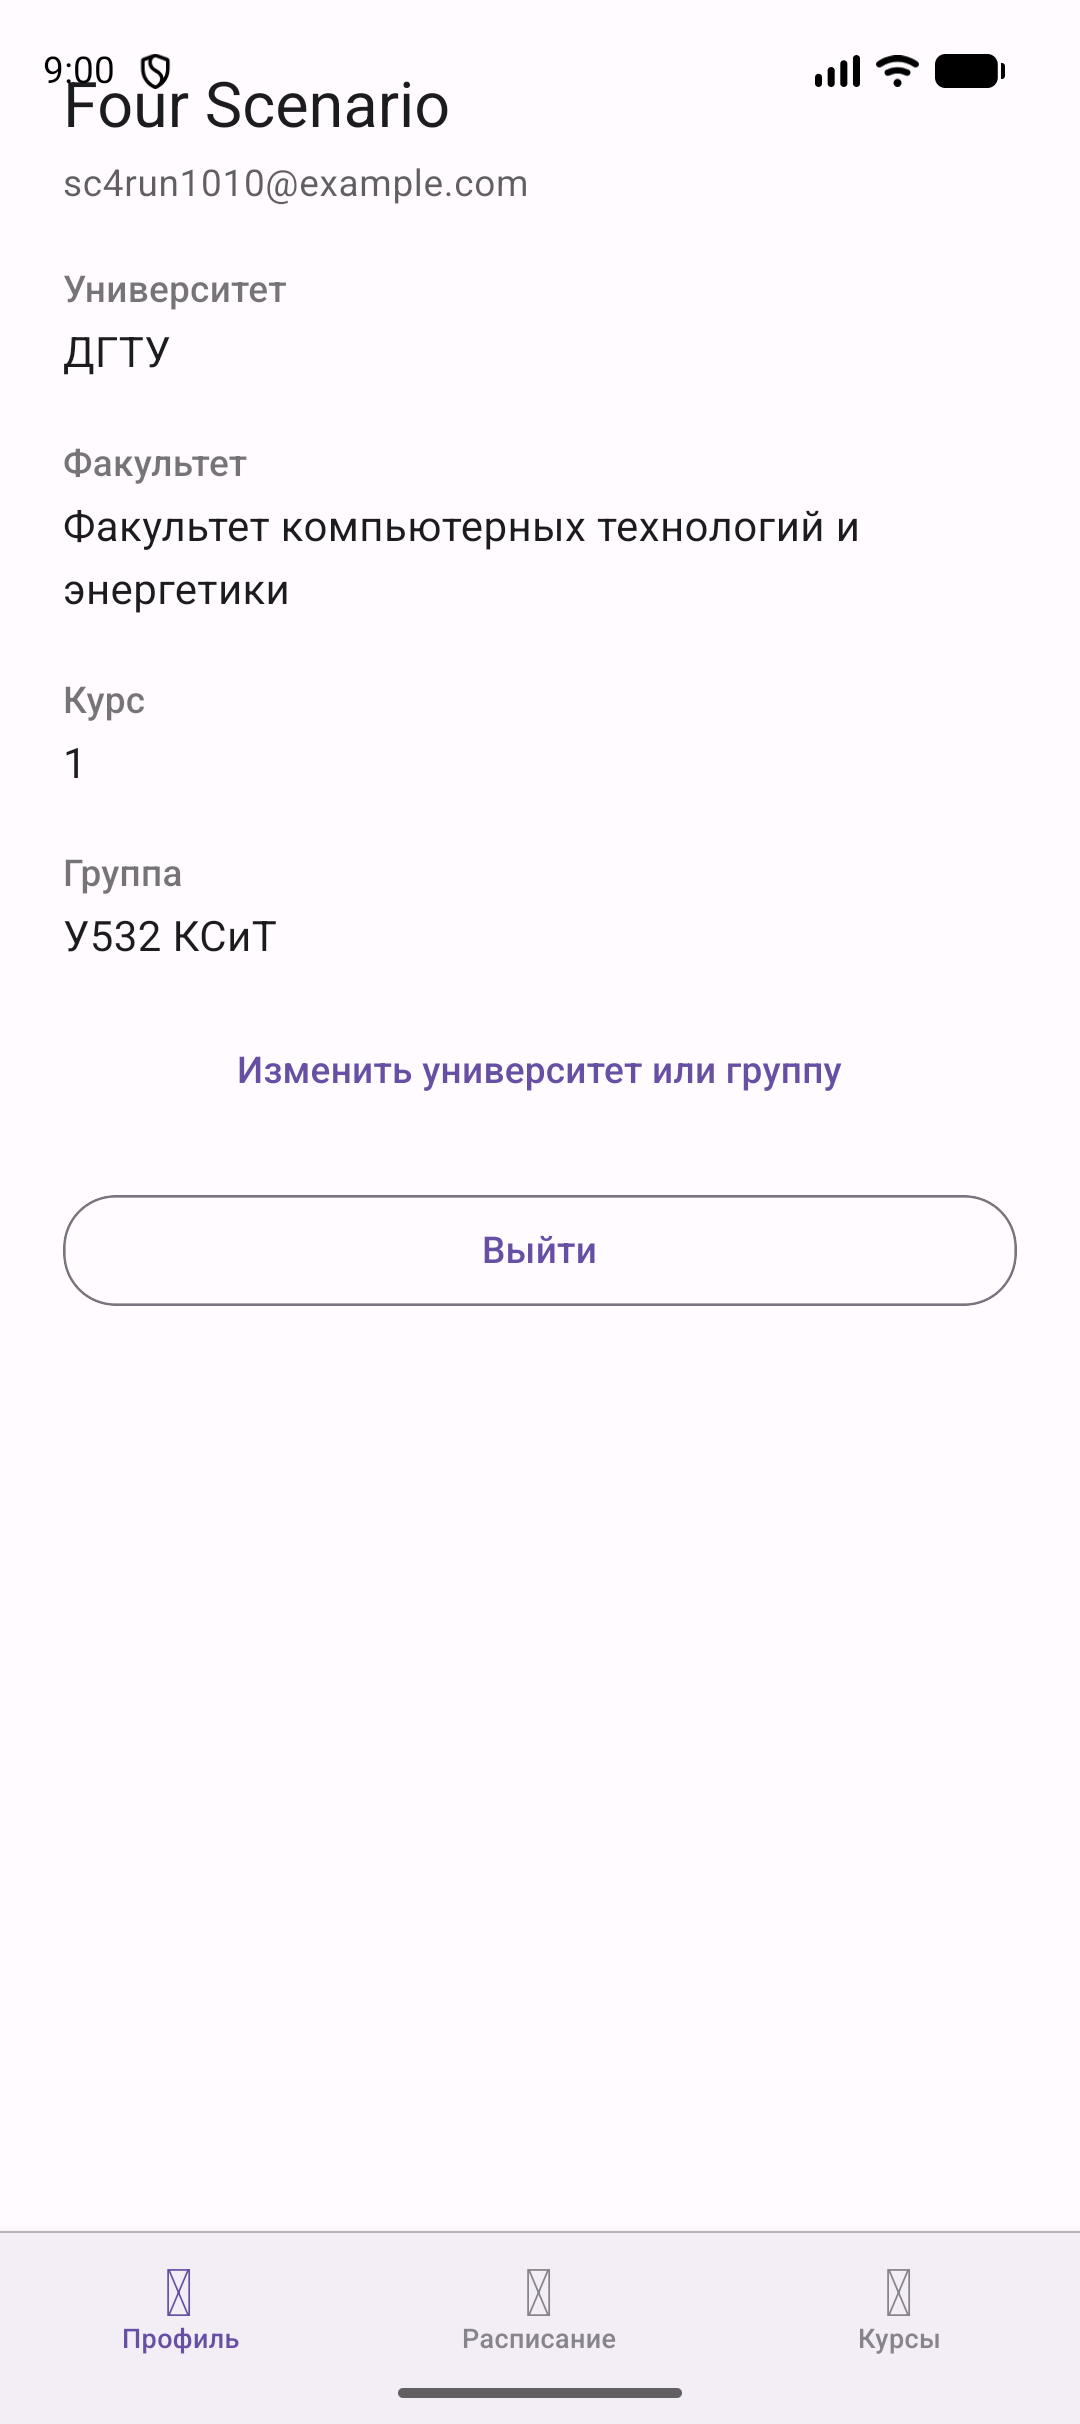 9:00
Four Scenario
sc4run1010@example.com
Университет
ДГТУ
Факультет
Факультет компьютерных технологий и
энергетики
Курс
1
Группа
У532 КСиТ
Изменить университет или группу
Выйти
Профиль
Расписание
Курсы